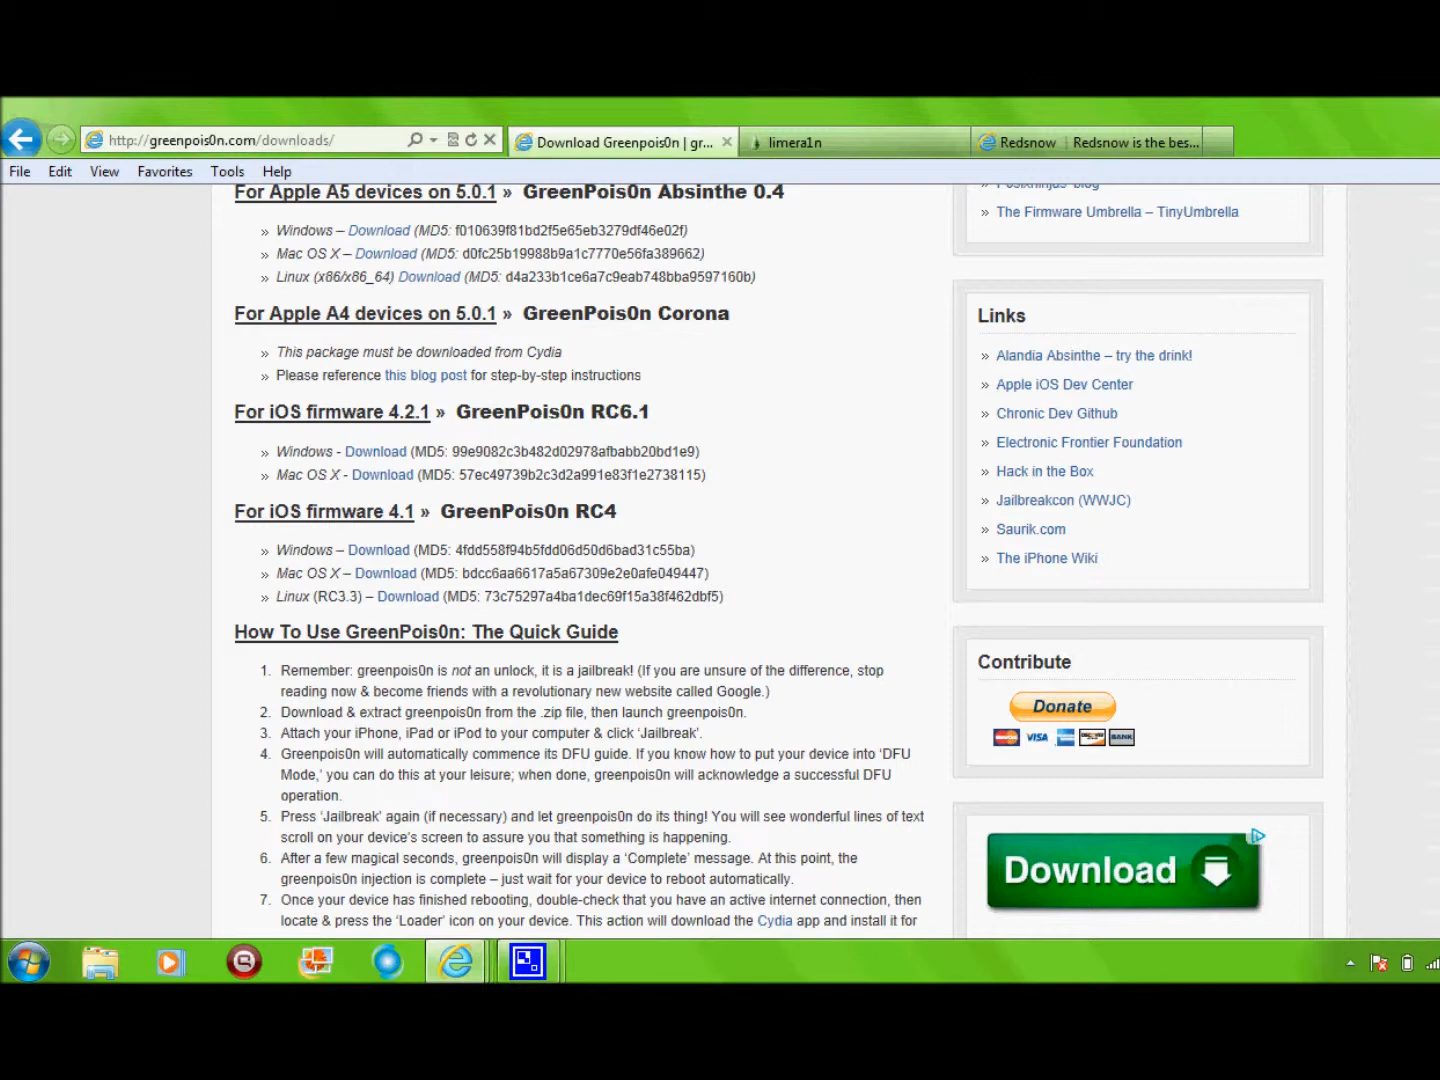 http://greenpois0n.com/downloads/
Download Greenpois0n | gr...
limera1n
Redsnow | Redsnow is the bes...
File Edit View Favorites Tools Help
For Apple A5 devices on 5.0.1 » GreenPois0n Absinthe 0.4
» Windows – Download (MD5: f010639f81bd2f5e65eb3279df46e02f)
» Mac OS X – Download (MD5: d0fc25b19988b9a1c7770e56fa389662)
» Linux (x86/x86_64) Download (MD5: d4a233b1ce6a7c9eab748bba9597160b)
For Apple A4 devices on 5.0.1 » GreenPois0n Corona
» This package must be downloaded from Cydia
» Please reference this blog post for step-by-step instructions
For iOS firmware 4.2.1 » GreenPois0n RC6.1
» Windows - Download (MD5: 99e9082c3b482d02978afbabb20bd1e9)
» Mac OS X - Download (MD5: 57ec49739b2c3d2a991e83f1e2738115)
For iOS firmware 4.1 » GreenPois0n RC4
» Windows – Download (MD5: 4fdd558f94b5fdd06d50d6bad31c55ba)
» Mac OS X – Download (MD5: bdcc6aa6617a5a67309e2e0afe049447)
» Linux (RC3.3) – Download (MD5: 73c75297a4ba1dec69f15a38f462dbf5)
How To Use GreenPois0n: The Quick Guide
1. Remember: greenpois0n is not an unlock, it is a jailbreak! (If you are unsure of the difference, stop
reading now & become friends with a revolutionary new website called Google.)
2. Download & extract greenpois0n from the .zip file, then launch greenpois0n.
3. Attach your iPhone, iPad or iPod to your computer & click ‘Jailbreak’.
4. Greenpois0n will automatically commence its DFU guide. If you know how to put your device into ‘DFU
Mode,’ you can do this at your leisure; when done, greenpois0n will acknowledge a successful DFU
operation.
5. Press ‘Jailbreak’ again (if necessary) and let greenpois0n do its thing! You will see wonderful lines of text
scroll on your device’s screen to assure you that something is happening.
6. After a few magical seconds, greenpois0n will display a ‘Complete’ message. At this point, the
greenpois0n injection is complete – just wait for your device to reboot automatically.
7. Once your device has finished rebooting, double-check that you have an active internet connection, then
locate & press the ‘Loader’ icon on your device. This action will download the Cydia app and install it for
» The Firmware Umbrella – TinyUmbrella
Links
» Alandia Absinthe – try the drink!
» Apple iOS Dev Center
» Chronic Dev Github
» Electronic Frontier Foundation
» Hack in the Box
» Jailbreakcon (WWJC)
» Saurik.com
» The iPhone Wiki
Contribute
Donate
VISA
BANK
Download